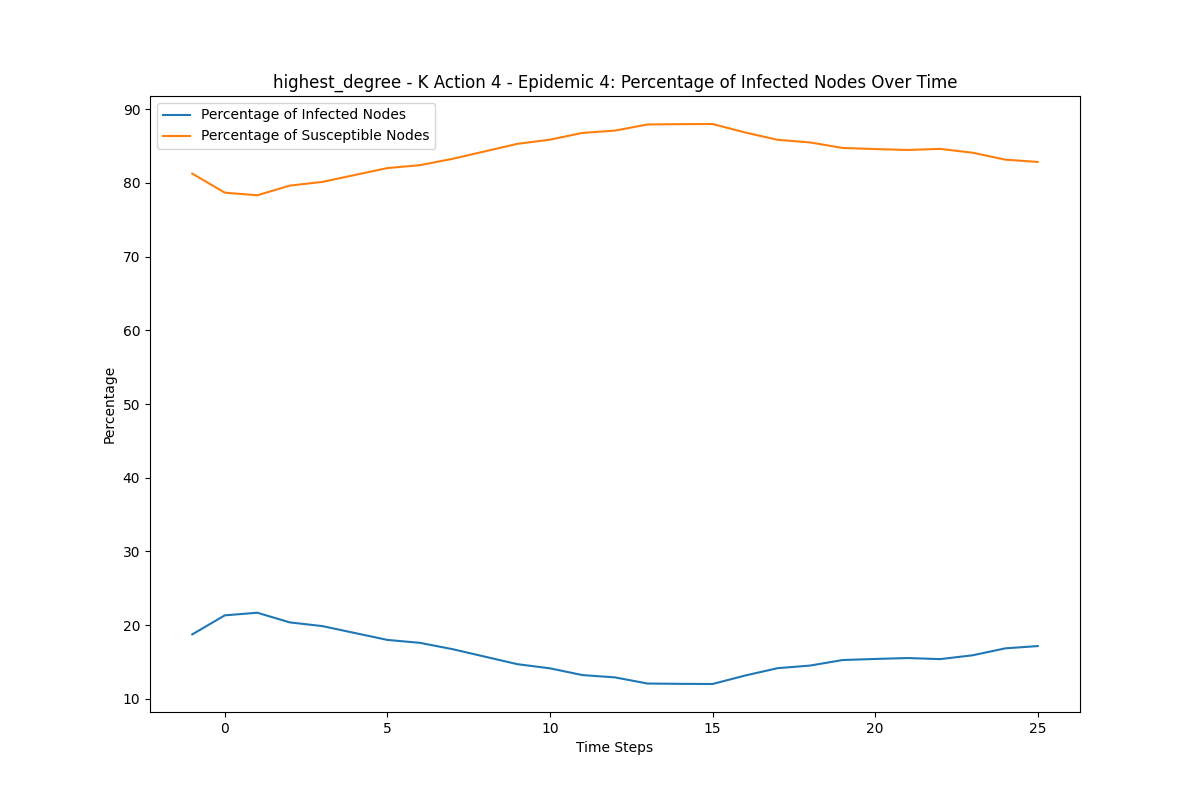 highest_degree - K Action 4 - Epidemic 4: Percentage of Infected Nodes Over Time
Percentage of Infected Nodes
Percentage of Susceptible Nodes
90
80
70
60
50
40
30
20
10
Percentage
0 5 10 15 20 25
Time Steps